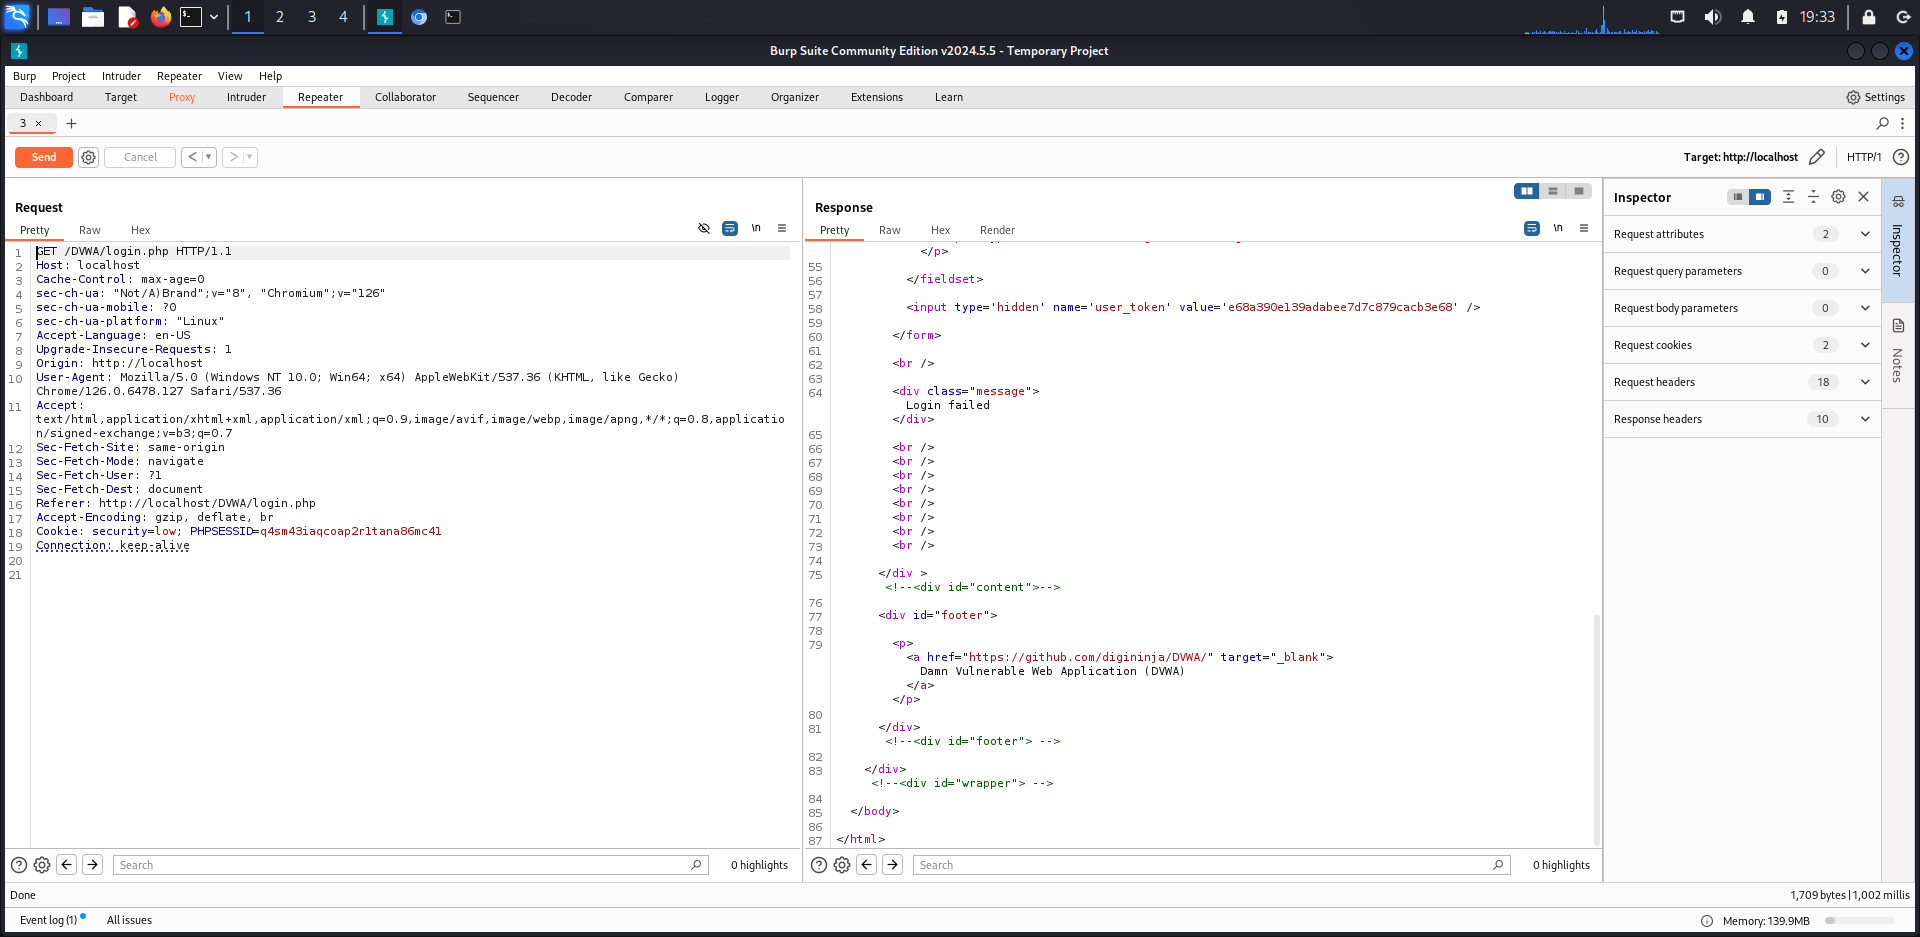 1 2 3 4 19:33
Burp Suite Community Edition v2024.5.5 - Temporary Project
Burp Project Intruder Repeater View Help
Dashboard Target Proxy Intruder Repeater Collaborator Sequencer Decoder Comparer Logger Organizer Extensions Learn Settings
3 × +
Send Cancel < > Target: http://localhost HTTP/1 ?
Request
Pretty Raw Hex \n
1 GET /DVWA/login.php HTTP/1.1
2 Host: localhost
3 Cache-Control: max-age=0
4 sec-ch-ua: "Not/A)Brand";v="8", "Chromium";v="126"
5 sec-ch-ua-mobile: ?0
6 sec-ch-ua-platform: "Linux"
7 Accept-Language: en-US
8 Upgrade-Insecure-Requests: 1
9 Origin: http://localhost
10 User-Agent: Mozilla/5.0 (Windows NT 10.0; Win64; x64) AppleWebKit/537.36 (KHTML, like Gecko)
Chrome/126.0.6478.127 Safari/537.36
11 Accept:
text/html,application/xhtml+xml,application/xml;q=0.9,image/avif,image/webp,image/apng,*/*;q=0.8,applicatio
n/signed-exchange;v=b3;q=0.7
12 Sec-Fetch-Site: same-origin
13 Sec-Fetch-Mode: navigate
14 Sec-Fetch-User: ?1
15 Sec-Fetch-Dest: document
16 Referer: http://localhost/DVWA/login.php
17 Accept-Encoding: gzip, deflate, br
18 Cookie: security=low; PHPSESSID=q4sm43iaqcoap2r1tana86mc41
19 Connection: keep-alive
20
21
? Search 0 highlights
Response
Pretty Raw Hex Render \n
</p>
55
56 </fieldset>
57
58 <input type='hidden' name='user_token' value='e68a390e139adabee7d7c879cacb3e68' />
59
60 </form>
61
62 <br />
63
64 <div class="message">
Login failed
</div>
65
66 <br />
67 <br />
68 <br />
69 <br />
70 <br />
71 <br />
72 <br />
73 <br />
74
75 </div >
<!--<div id="content">-->
76
77 <div id="footer">
78
79 <p>
<a href="https://github.com/digininja/DVWA/" target="_blank">
Damn Vulnerable Web Application (DVWA)
</a>
</p>
80
81 </div>
<!--<div id="footer"> -->
82
83 </div>
<!--<div id="wrapper"> -->
84
85 </body>
86
87 </html>
? Search 0 highlights
Inspector
Request attributes 2
Request query parameters 0
Request body parameters 0
Request cookies 2
Request headers 18
Response headers 10
Inspector
Notes
Done 1,709 bytes | 1,002 millis
Event log (1) All issues Memory: 139.9MB